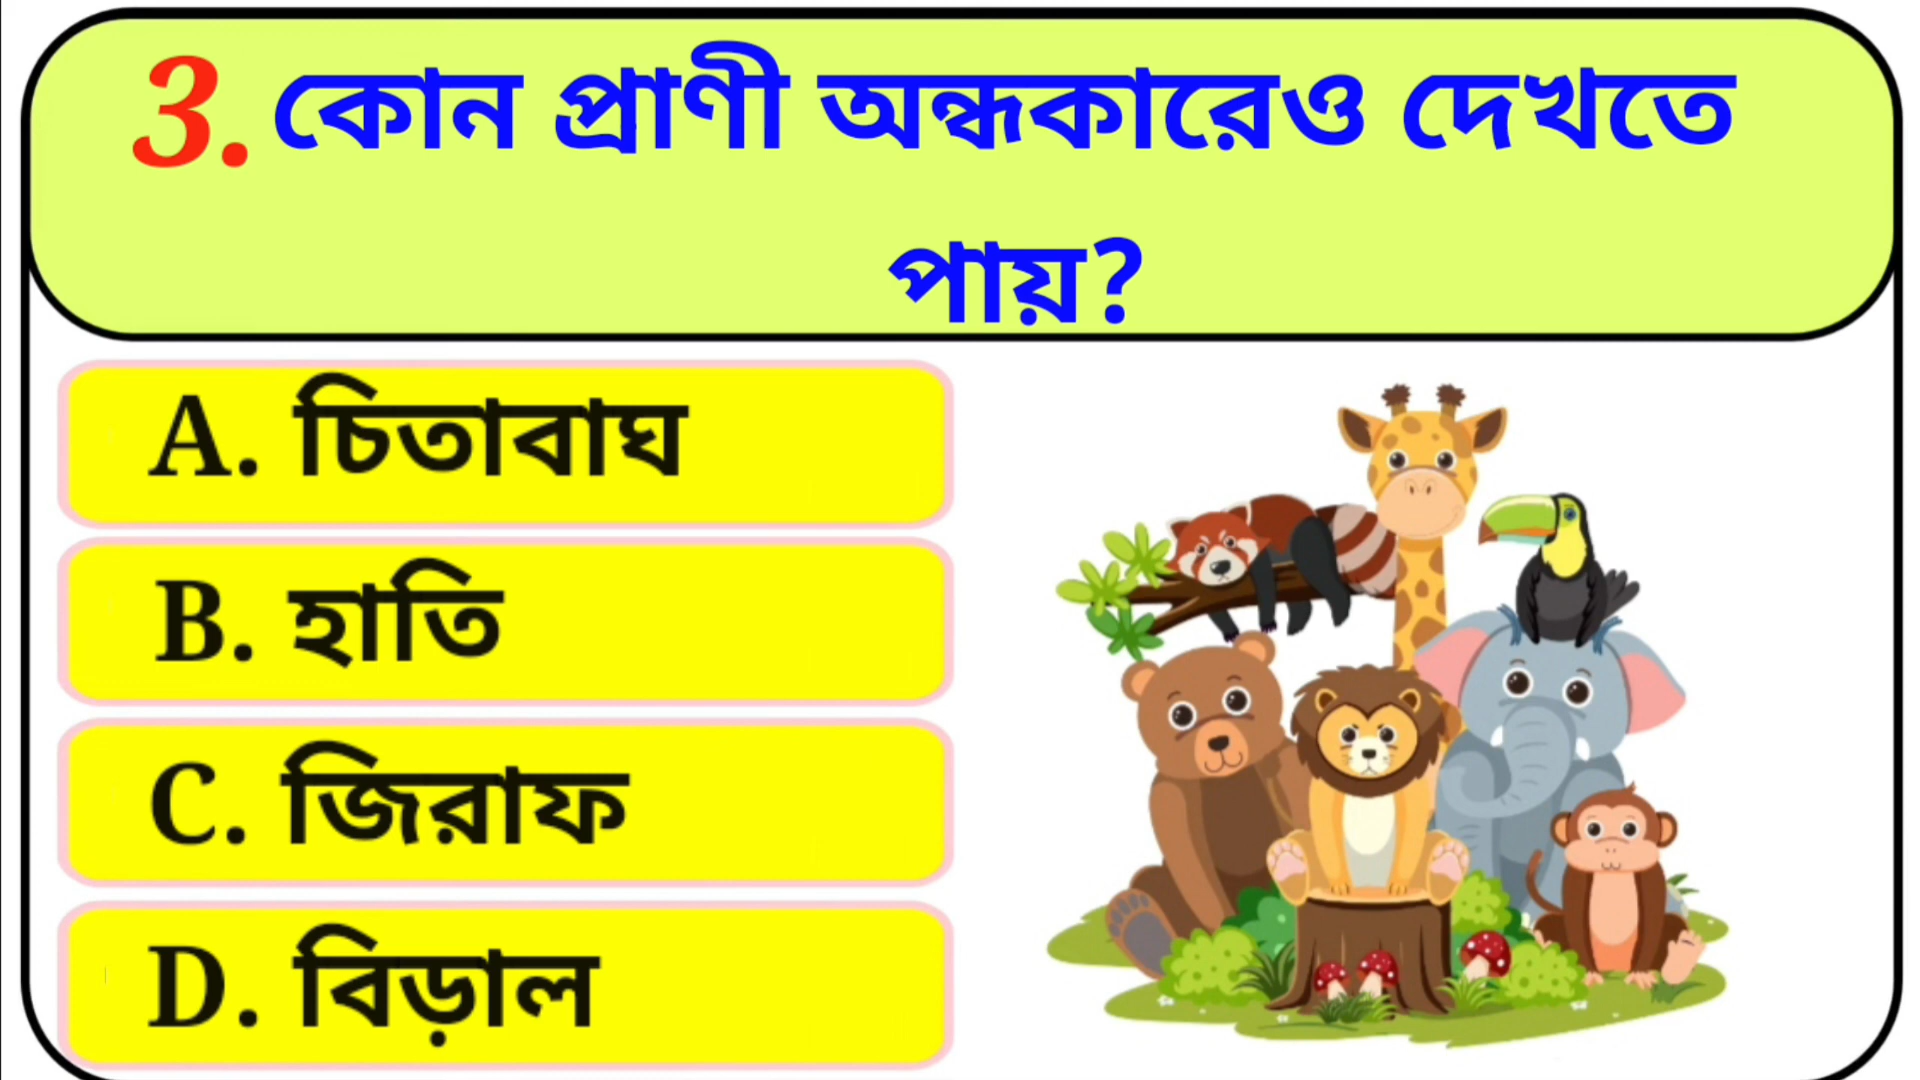 3. কোন প্রাণী অন্ধকারেও দেখতে
পায়?
A. চিতাবাঘ
B. হাতি
C. জিরাফ
D. বিড়াল